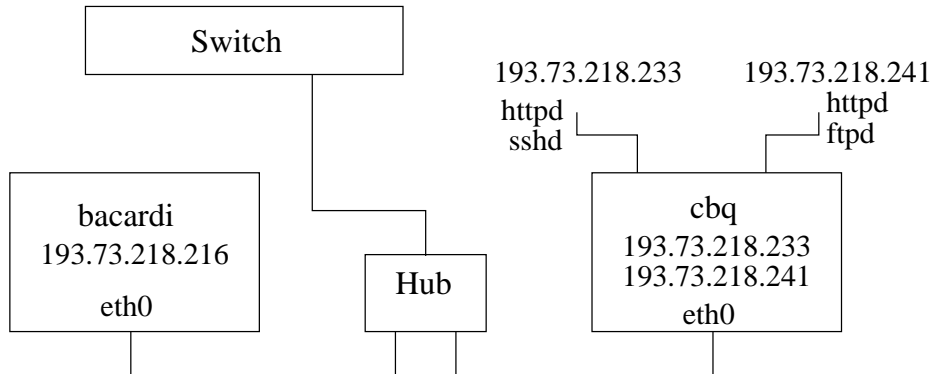 Switch
193.73.218.233
193.73.218.241
httpd
sshd
httpd
ftpd
bacardi
193.73.218.216
eth0
Hub
cbq
193.73.218.233
193.73.218.241
eth0